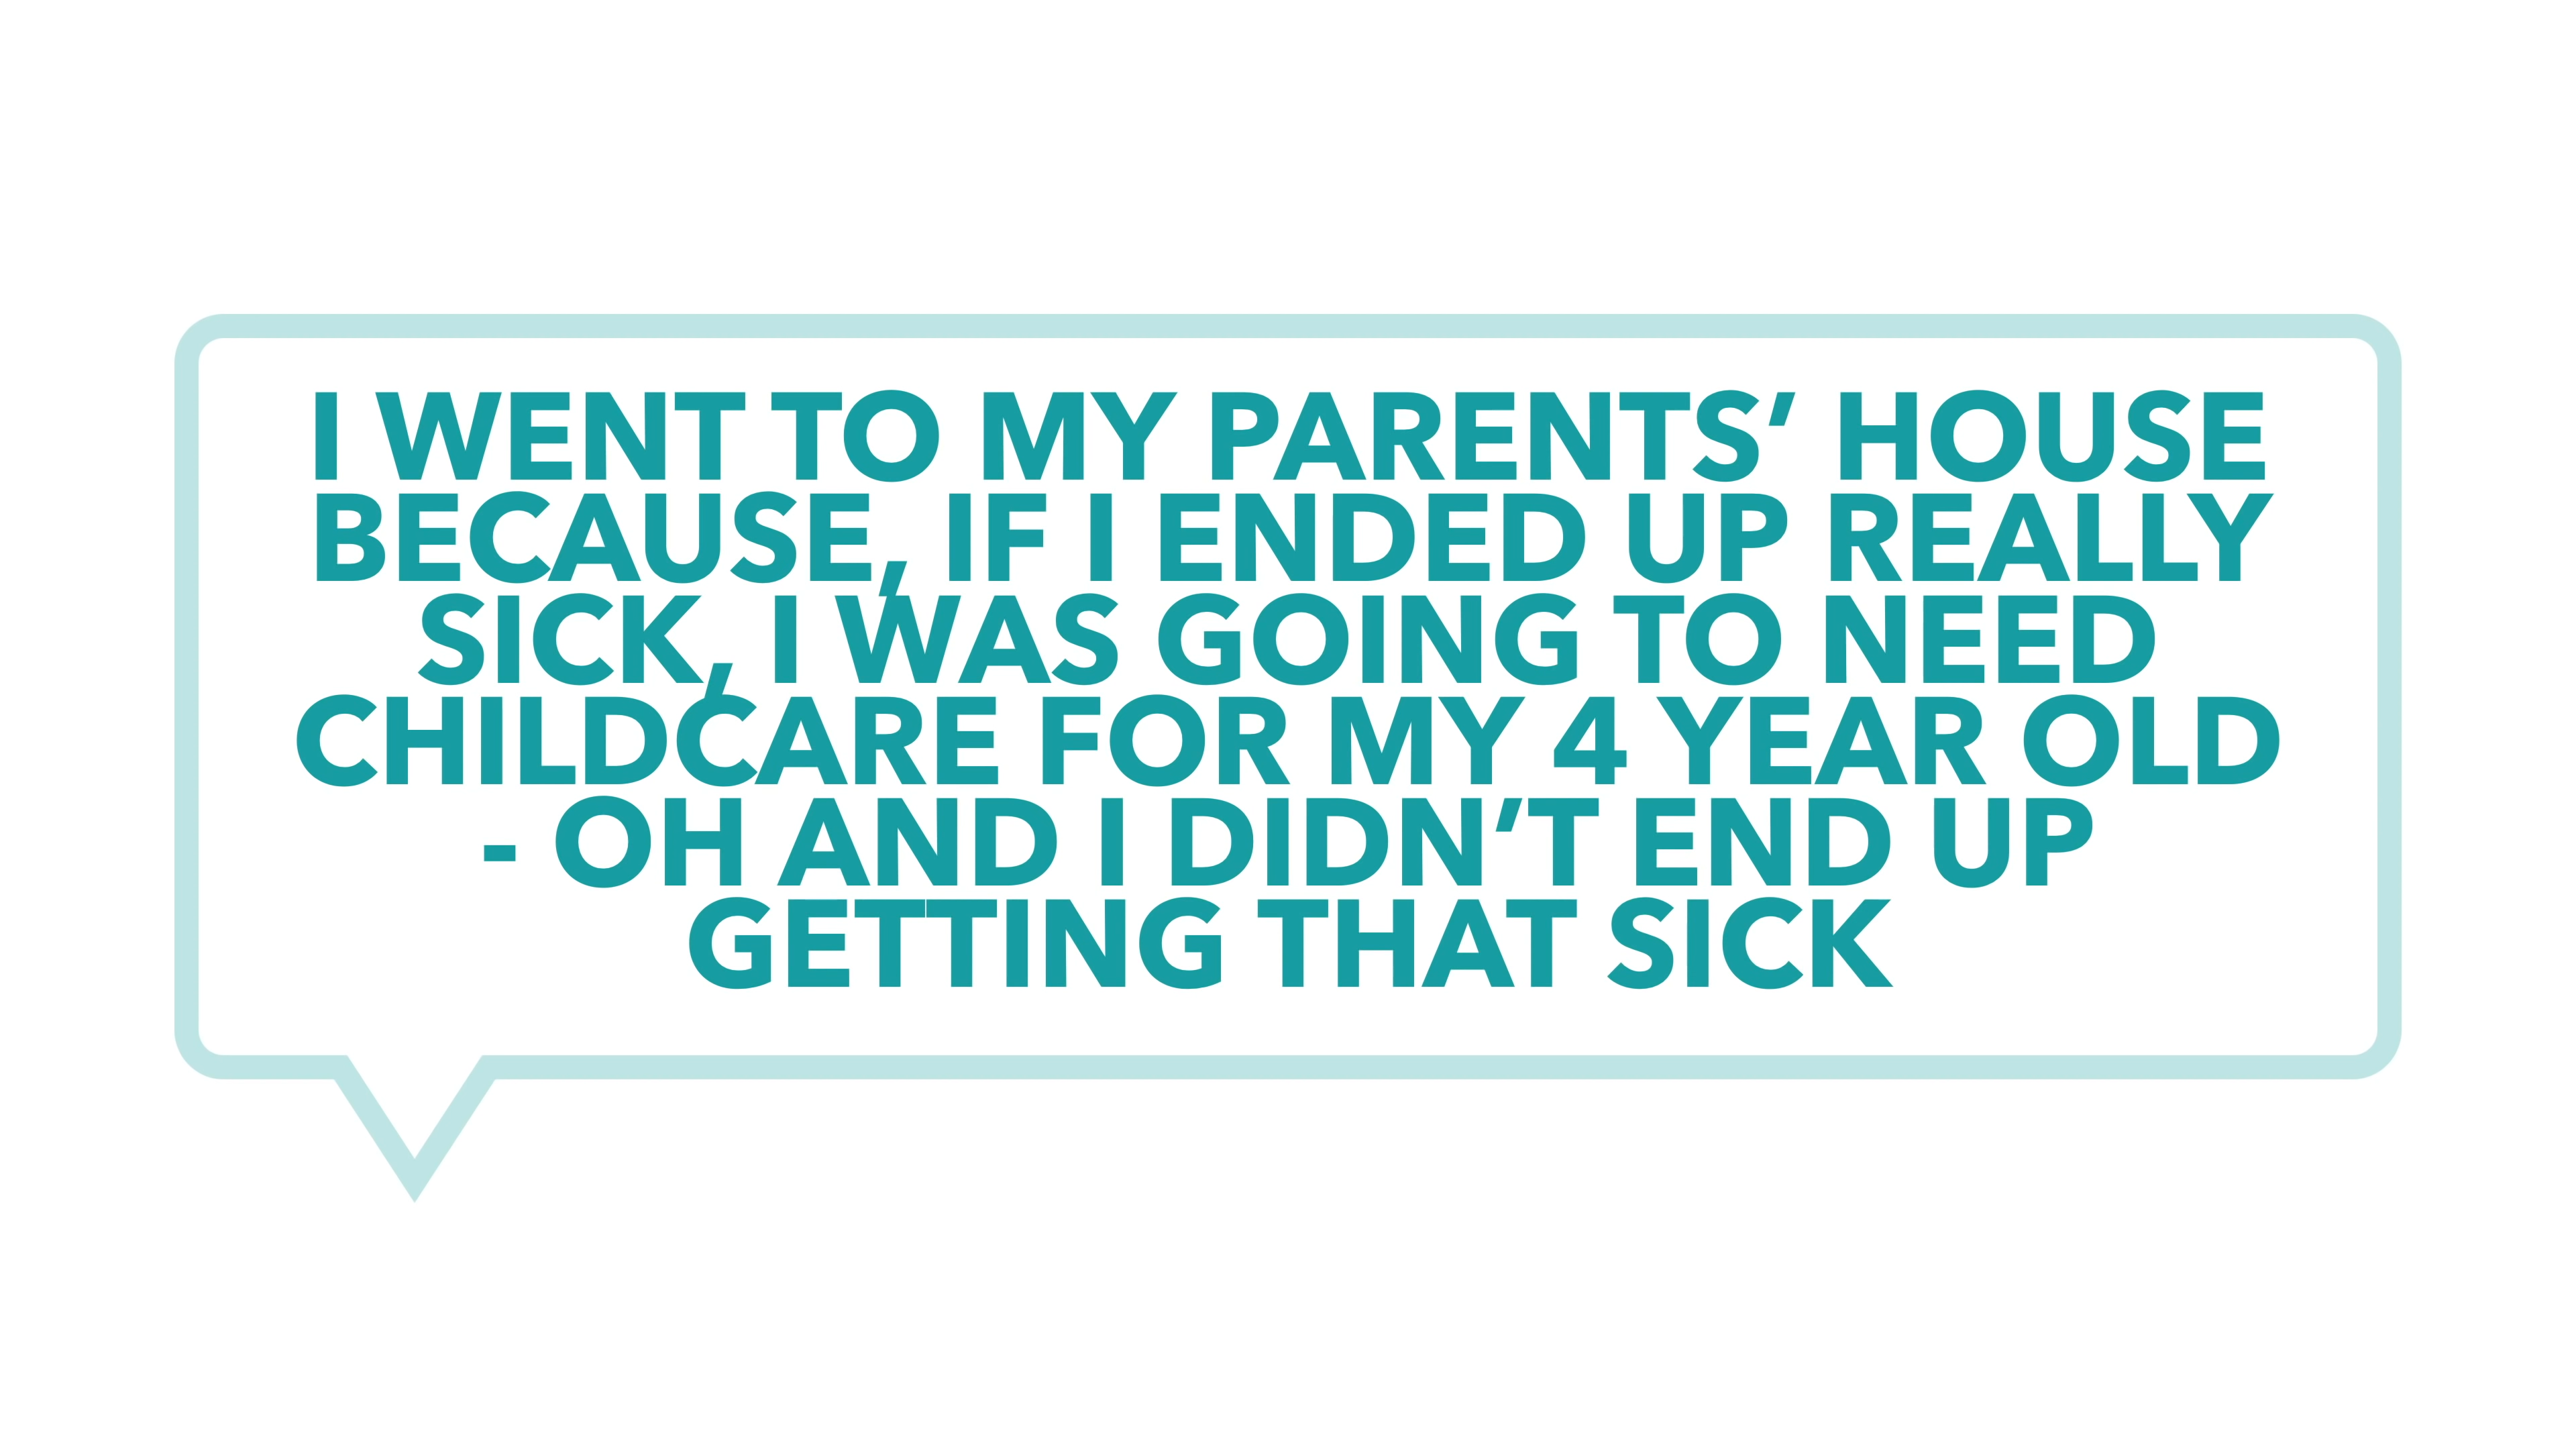 I WENT TO MY PARENTS’ HOUSE
BECAUSE, IF I ENDED UP REALLY
SICK, I WAS GOING TO NEED
CHILDCARE FOR MY 4 YEAR OLD
- OH AND I DIDN’T END UP
GETTING THAT SICK